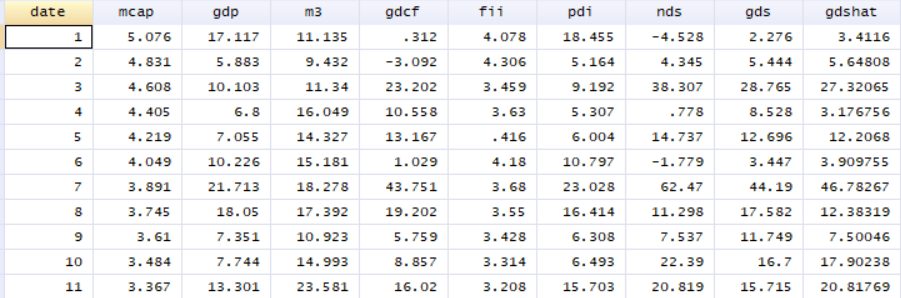 date mcap gdp m3 gdcf fii pdi nds gds gdshat
1 5.076 17.117 11.135 .312 4.078 18.455 -4.528 2.276 3.4116
2 4.831 5.883 9.432 -3.092 4.306 5.164 4.345 5.444 5.64808
3 4.608 10.103 11.34 23.202 3.459 9.192 38.307 28.765 27.32065
4 4.405 6.8 16.049 10.558 3.63 5.307 .778 8.528 3.176756
5 4.219 7.055 14.327 13.167 .416 6.004 14.737 12.696 12.2068
6 4.049 10.226 15.181 1.029 4.18 10.797 -1.779 3.447 3.909755
7 3.891 21.713 18.278 43.751 3.68 23.028 62.47 44.19 46.78267
8 3.745 18.05 17.392 19.202 3.55 16.414 11.298 17.582 12.38319
9 3.61 7.351 10.923 5.759 3.428 6.308 7.537 11.749 7.50046
10 3.484 7.744 14.993 8.857 3.314 6.493 22.39 16.7 17.90238
11 3.367 13.301 23.581 16.02 3.208 15.703 20.819 15.715 20.81769